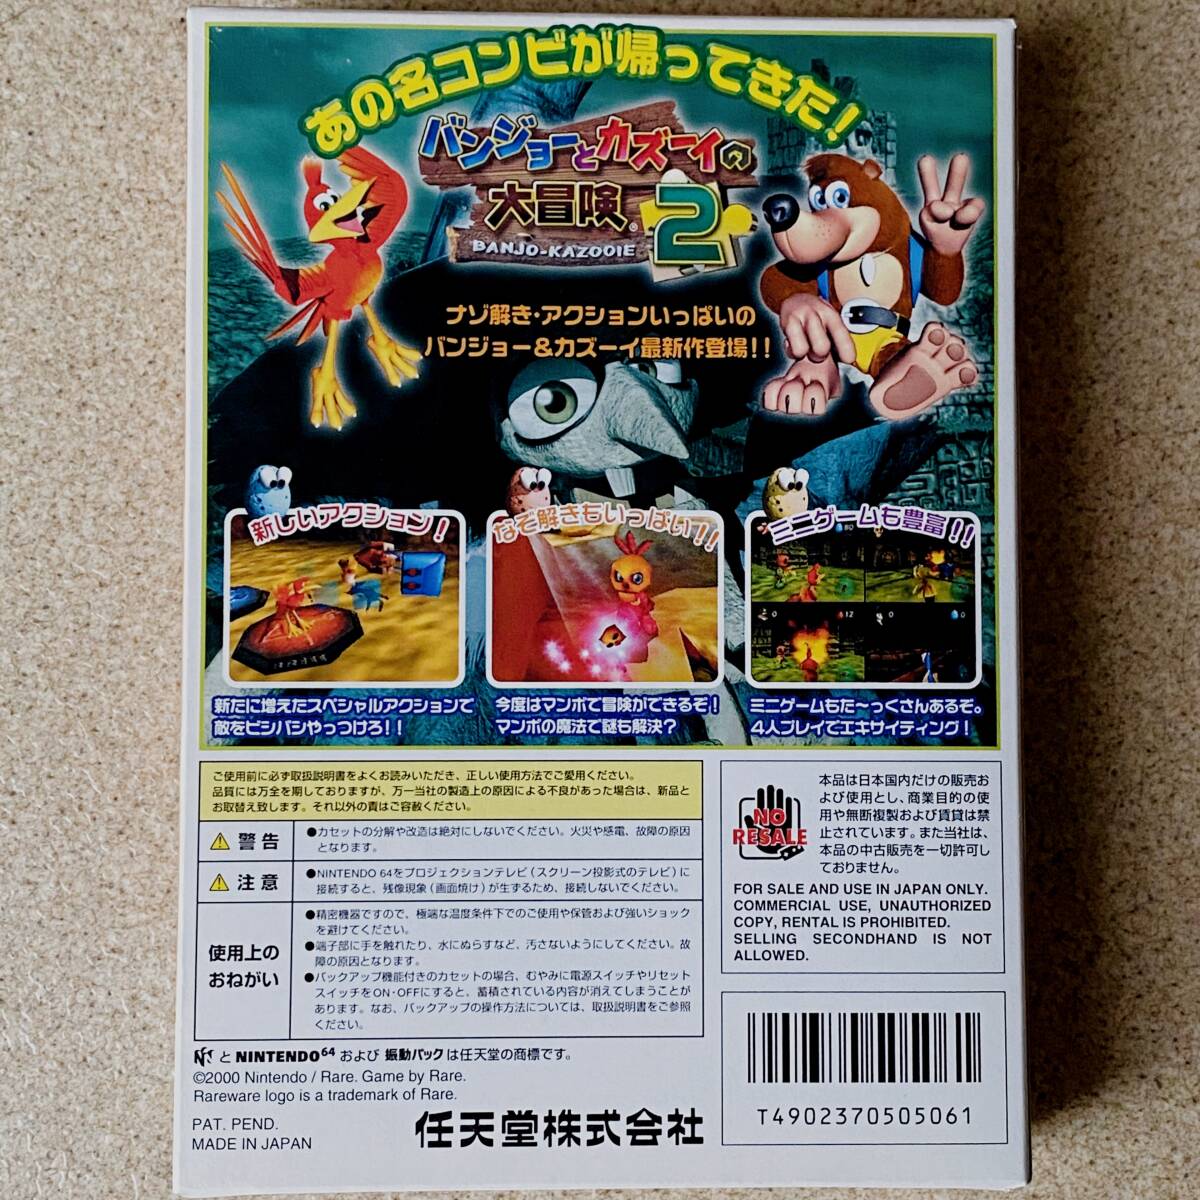 あの名コンビが帰ってきた!
バンジョーとカズーイの
大冒険 2
BANJO-KAZOOIE
ナゾ解き・アクションいっぱいの
バンジョー&カズーイ最新作登場!!
新しいアクション!
なぞ解きもいっぱい!!
ミニゲームも豊富!!
新たに増えたスペシャルアクションで
敵をビシバシやっつけろ!!
今度はマンボで冒険ができるぞ!
マンボの魔法で謎も解決?
ミニゲームもた〜っくさんあるぞ。
4人プレイでエキサイティング!
ご使用前に必ず取扱説明書をよくお読みいただき、正しい使用方法でご愛用ください。
品質には万全を期しておりますが、万一当社の製造上の原因による不良があった場合は、新品と
お取替え致します。それ以外の責はご容赦ください。
警告
●カセットの分解や改造は絶対にしないでください。火災や感電、故障の原因
となります。
注意
●NINTENDO 64をプロジェクションテレビ(スクリーン投影式のテレビ)に
接続すると、残像現象(画面焼け)が生ずるため、接続しないでください。
使用上の
おねがい
●精密機器ですので、極端な温度条件下でのご使用や保管および強いショック
を避けてください。
●端子部に手を触れたり、水にぬらすなど、汚さないようにしてください。故
障の原因となります。
●バックアップ機能付きのカセットの場合、むやみに電源スイッチやリセット
スイッチをON・OFFにすると、蓄積されている内容が消えてしまうことが
あります。なお、バックアップの操作方法については、取扱説明書をご参照
ください。
NO
RESALE
本品は日本国内だけの販売お
よび使用とし、商業目的の使
用や無断複製および賃貸は禁
止されています。また当社は、
本品の中古販売を一切許可し
ておりません。
FOR SALE AND USE IN JAPAN ONLY.
COMMERCIAL USE, UNAUTHORIZED
COPY, RENTAL IS PROHIBITED.
SELLING SECONDHAND IS NOT
ALLOWED.
と NINTENDO64 および 振動パック は任天堂の商標です。
©2000 Nintendo / Rare. Game by Rare.
Rareware logo is a trademark of Rare.
PAT. PEND.
MADE IN JAPAN
任天堂株式会社
T4902370505061